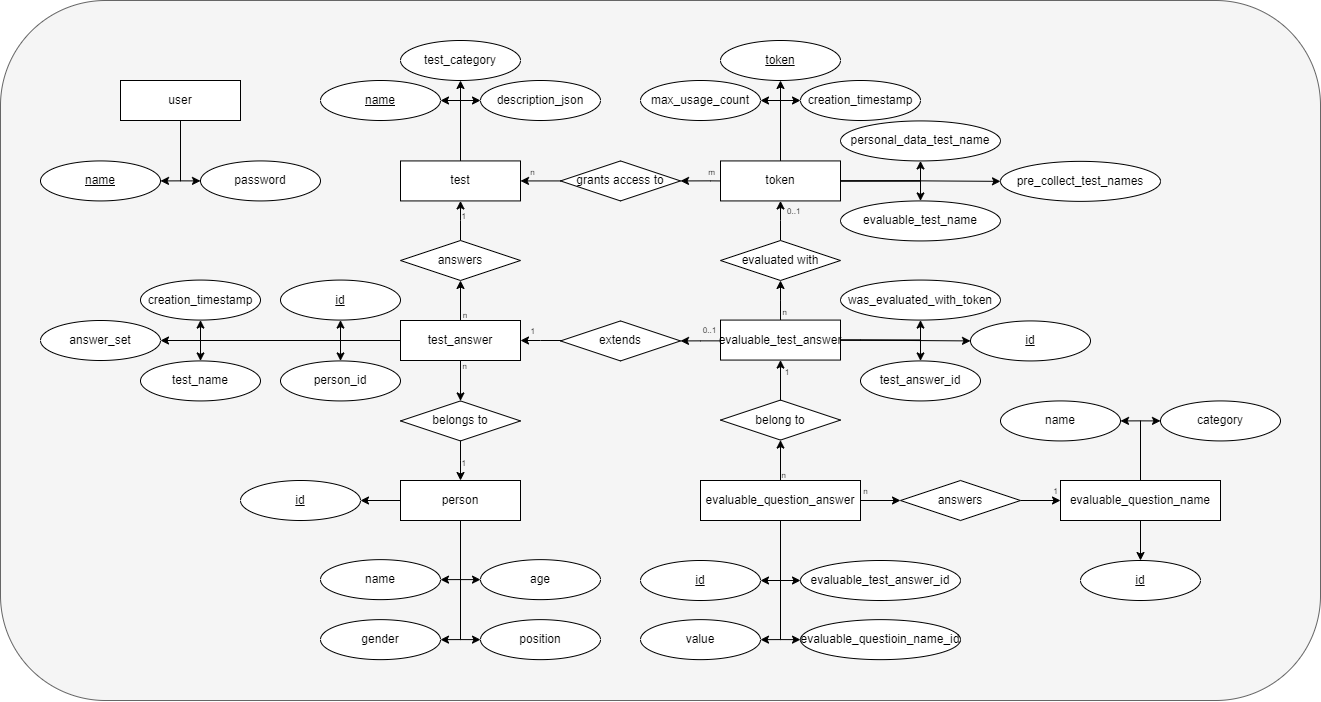 test_category
token
user
name
description_json
max_usage_count
creation_timestamp
personal_data_test_name
name
password
test
n
grants access to
m
token
pre_collect_test_names
evaluable_test_name
1
0..1
answers
evaluated with
creation_timestamp
id
n
n
was_evaluated_with_token
answer_set
test_answer
1
extends
0..1
evaluable_test_answer
id
test_name
person_id
n
1
test_answer_id
belongs to
belong to
name
category
1
n
id
person
evaluable_question_answer
n
answers
1
evaluable_question_name
name
age
id
evaluable_test_answer_id
id
gender
position
value
evaluable_questioin_name_id